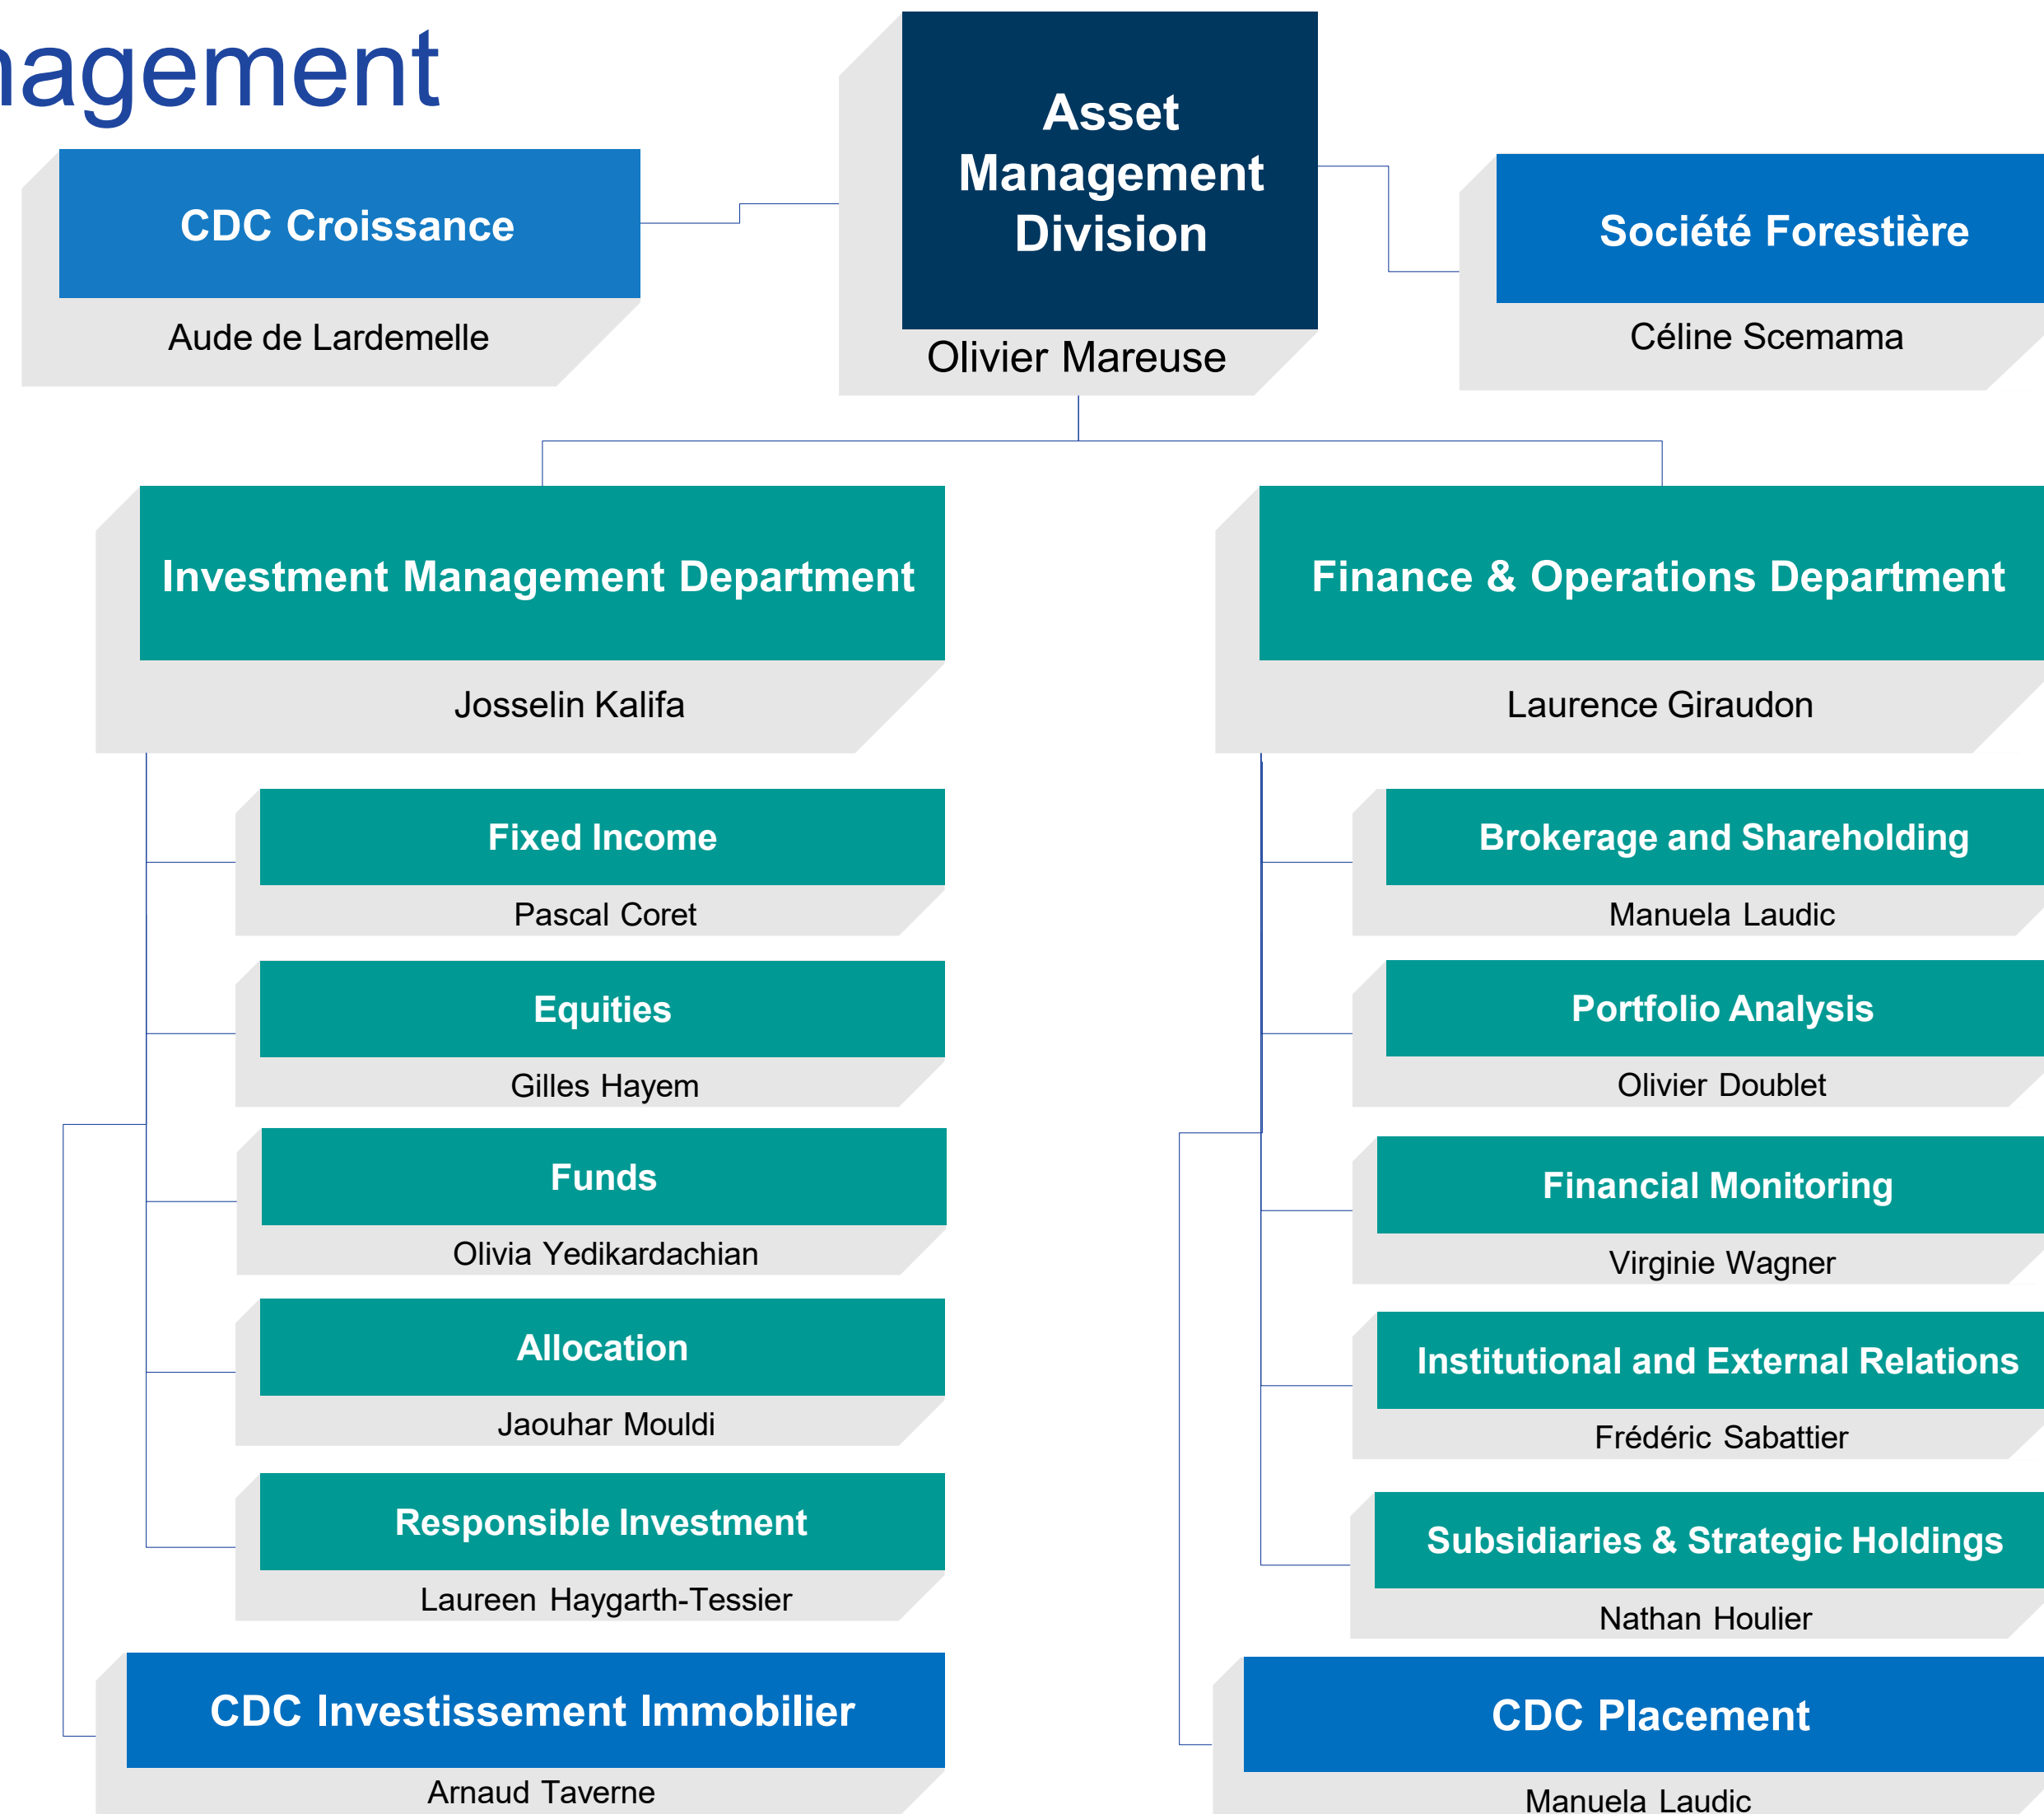 nagement
Asset
Management
Division
Olivier Mareuse
CDC Croissance
Aude de Lardemelle
Société Forestière
Céline Scemama
Investment Management Department
Josselin Kalifa
Fixed Income
Pascal Coret
Equities
Gilles Hayem
Funds
Olivia Yedikardachian
Allocation
Jaouhar Mouldi
Responsible Investment
Laureen Haygarth-Tessier
CDC Investissement Immobilier
Arnaud Taverne
Finance & Operations Department
Laurence Giraudon
Brokerage and Shareholding
Manuela Laudic
Portfolio Analysis
Olivier Doublet
Financial Monitoring
Virginie Wagner
Institutional and External Relations
Frédéric Sabattier
Subsidiaries & Strategic Holdings
Nathan Houlier
CDC Placement
Manuela Laudic